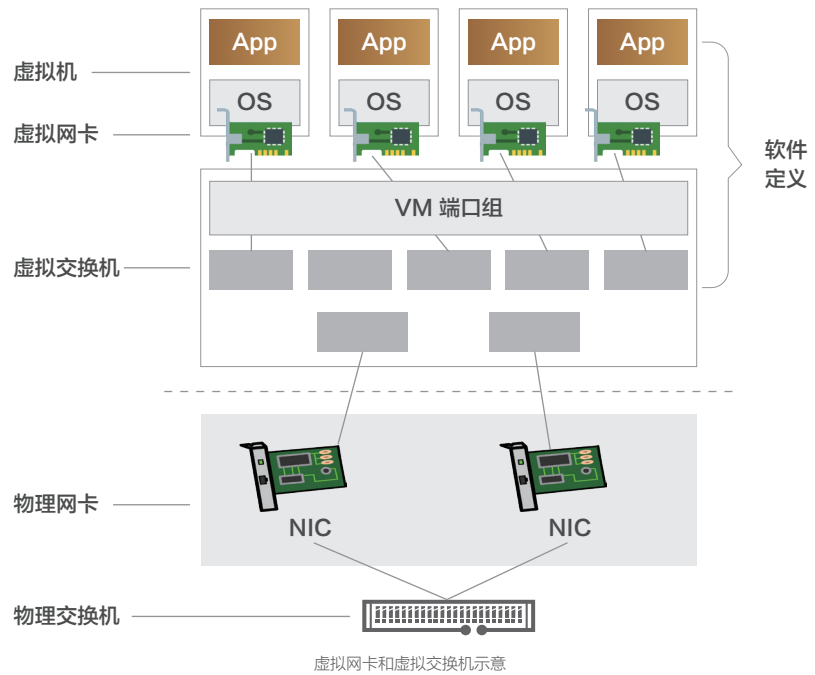 App App App App
虚拟机
OS OS OS OS
虚拟网卡
软件
定义
VM 端口组
虚拟交换机
物理网卡
NIC NIC
物理交换机
虚拟网卡和虚拟交换机示意